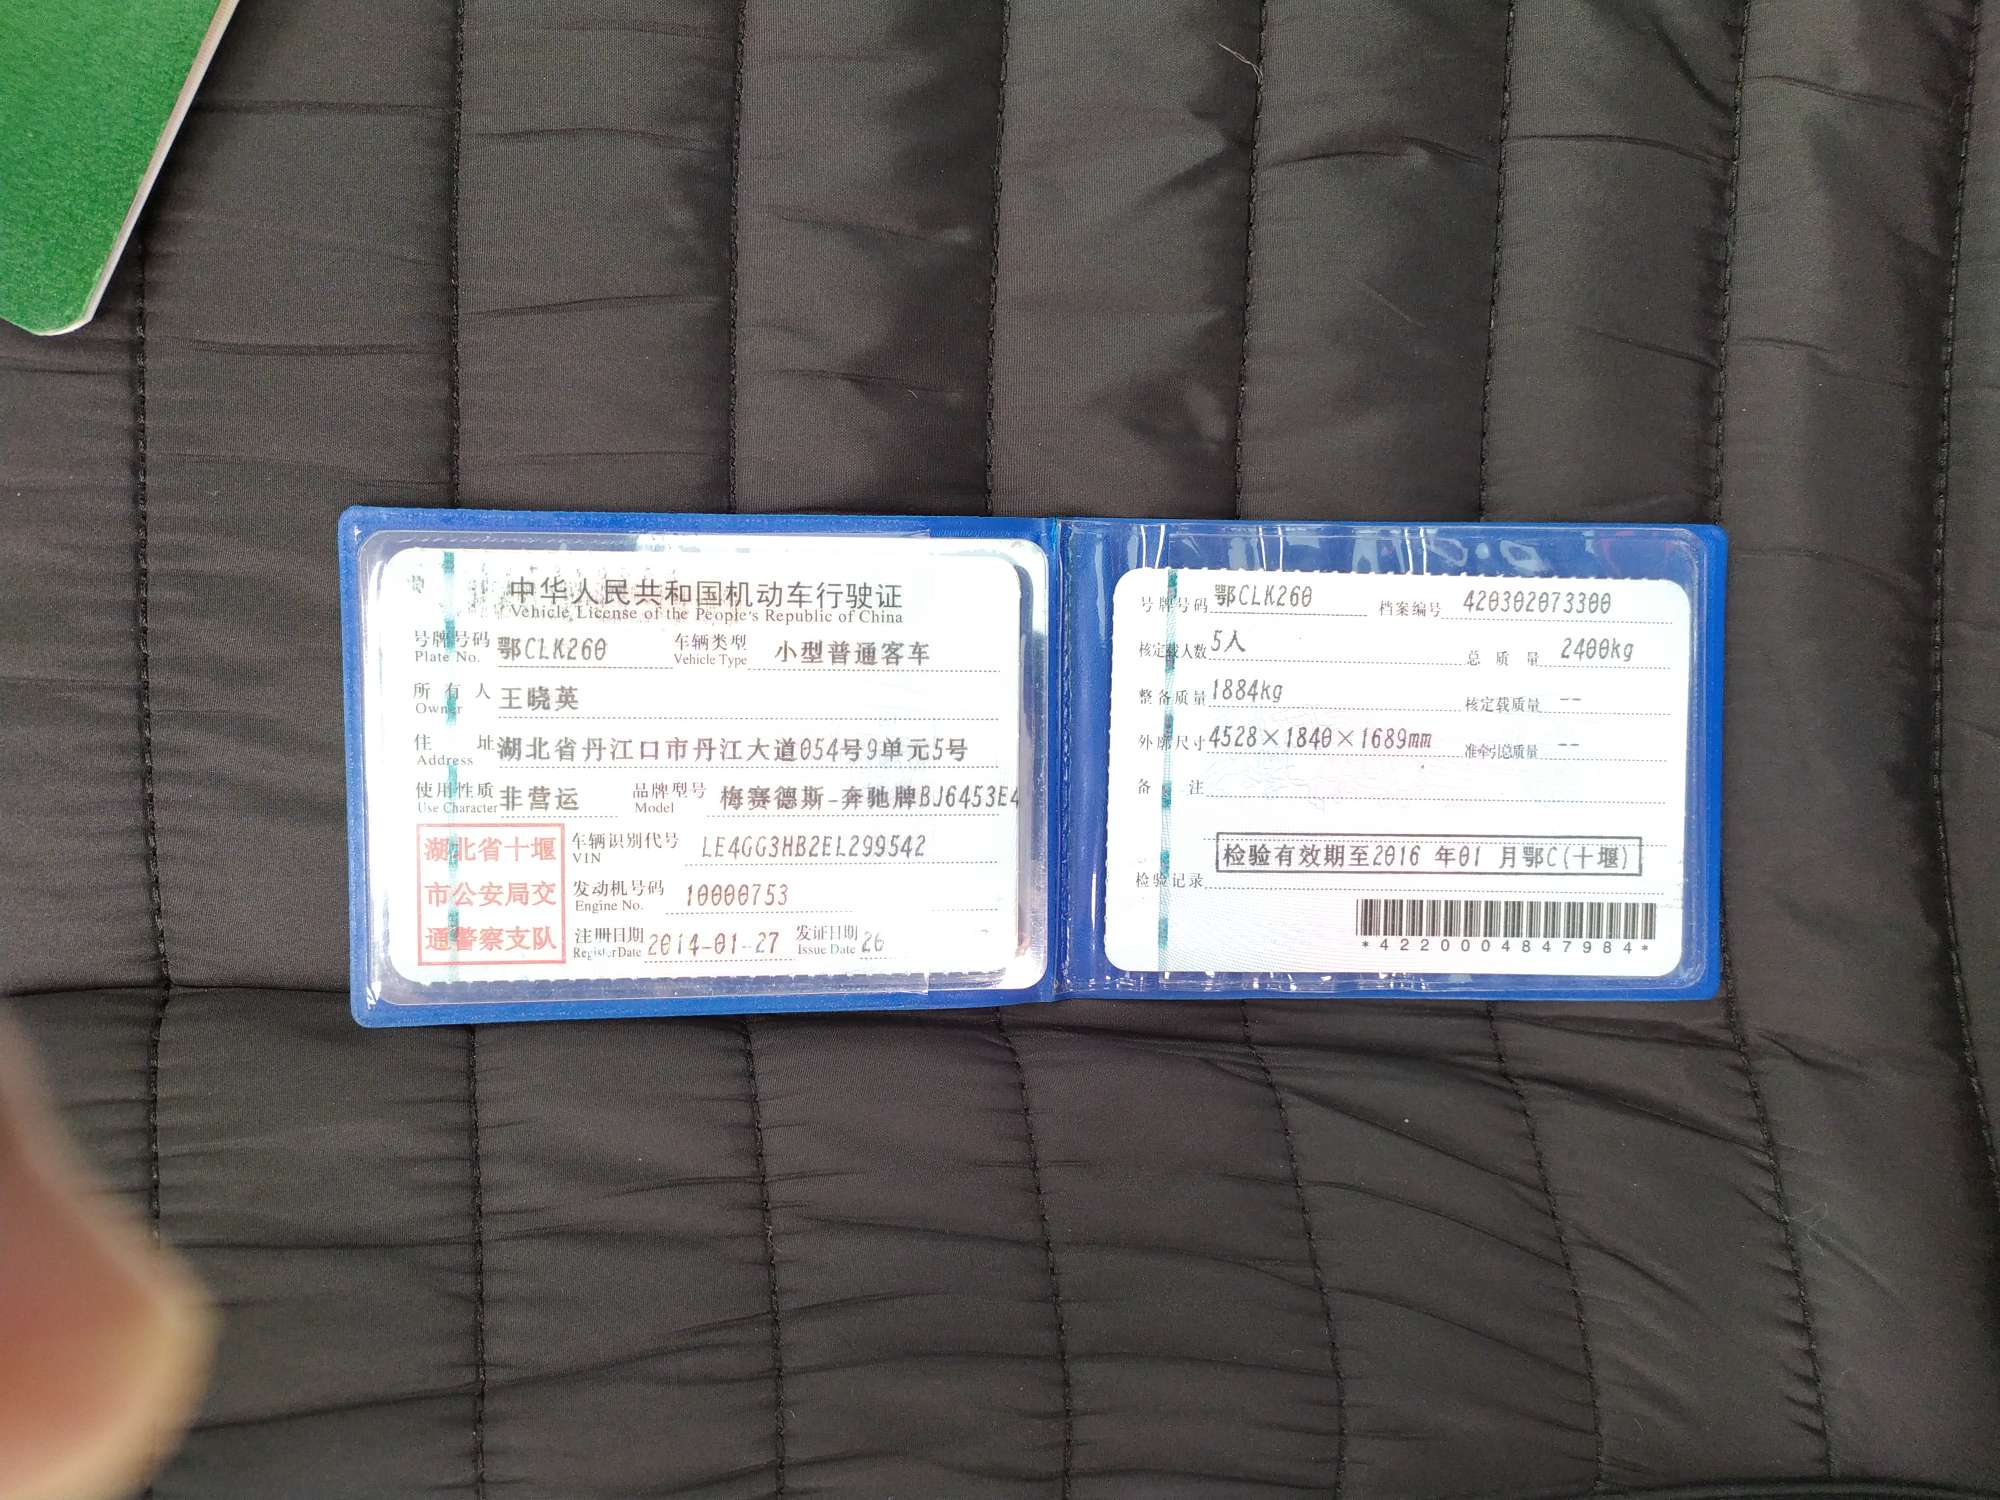 中华人民共和国机动车行驶证
Vehicle License of the People's Republic of China
号牌号码 鄂CLK260 车辆类型 小型普通客车
Plate No. Vehicle Type
所有人 王晓英
Owner
住址 湖北省丹江口市丹江大道054号9单元5号
Address
使用性质 非营运 品牌型号 梅赛德斯-奔驰牌BJ6453E4
Use Character Model
湖北省十堰
市公安局交
通警察支队
车辆识别代号 LE4GG3HB2EL299542
VIN
发动机号码 10000753
Engine No.
注册日期 2014-01-27 发证日期 20
Register Date Issue Date
号牌号码 鄂CLK260 档案编号 420302073300
核定载人数 5人 总质量 2400kg
整备质量 1884kg 核定载质量 --
外廓尺寸 4528×1840×1689mm 准牵引总质量 --
备注
检验有效期至2016 年01 月鄂C(十堰)
检验记录
*4220004847984*